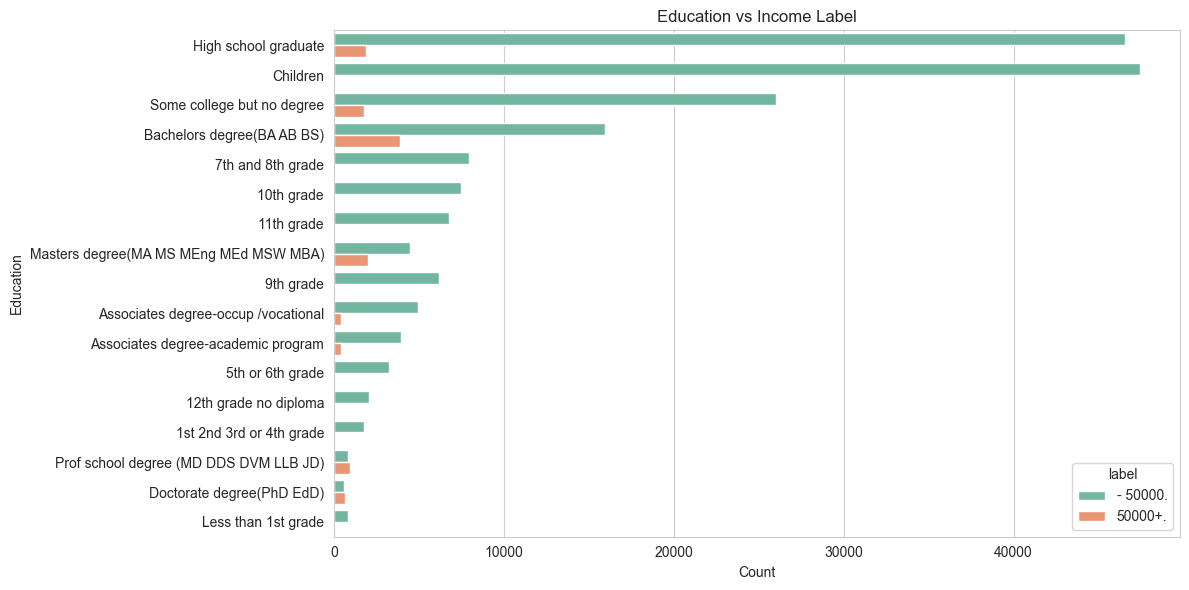 Education vs Income Label
Education
High school graduate
Children
Some college but no degree
Bachelors degree(BA AB BS)
7th and 8th grade
10th grade
11th grade
Masters degree(MA MS MEng MEd MSW MBA)
9th grade
Associates degree-occup /vocational
Associates degree-academic program
5th or 6th grade
12th grade no diploma
1st 2nd 3rd or 4th grade
Prof school degree (MD DDS DVM LLB JD)
Doctorate degree(PhD EdD)
Less than 1st grade
label
- 50000.
50000+.
0 10000 20000 30000 40000
Count